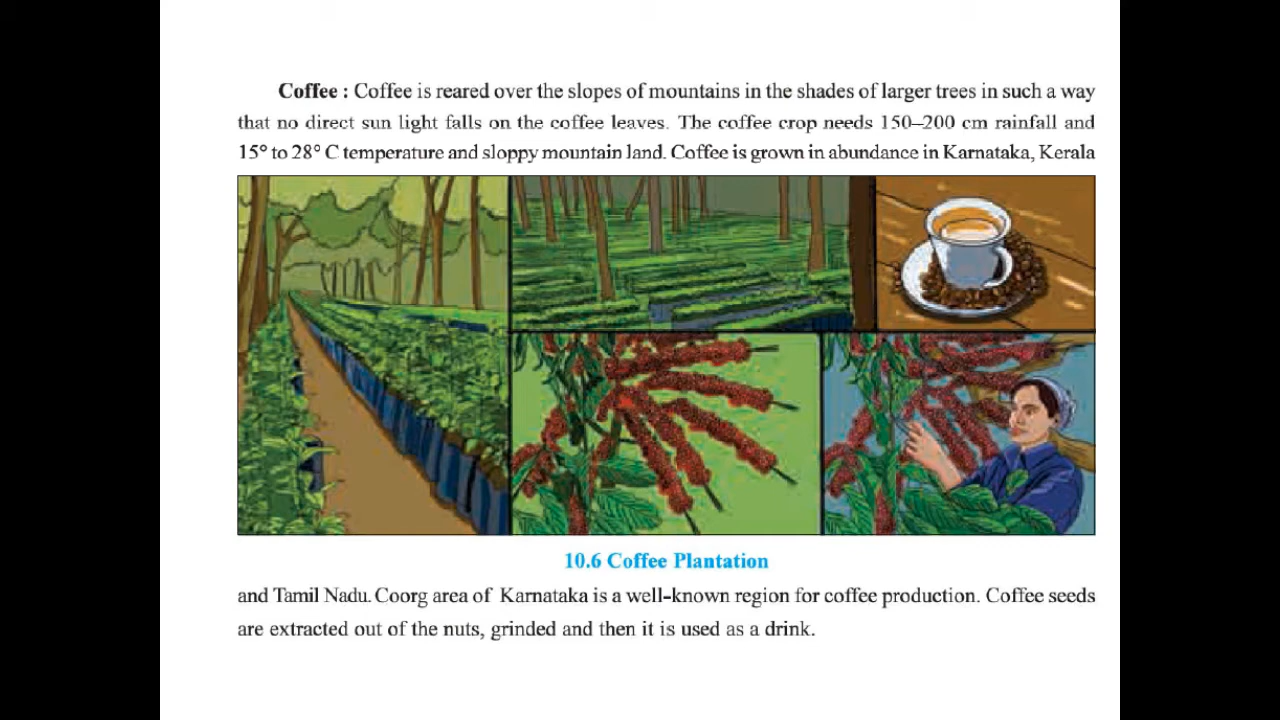 Coffee : Coffee is reared over the slopes of mountains in the shades of larger trees in such a way
that no direct sun light falls on the coffee leaves. The coffee crop needs 150–200 cm rainfall and
15° to 28° C temperature and sloppy mountain land. Coffee is grown in abundance in Karnataka, Kerala
10.6 Coffee Plantation
and Tamil Nadu. Coorg area of Karnataka is a well-known region for coffee production. Coffee seeds
are extracted out of the nuts, grinded and then it is used as a drink.